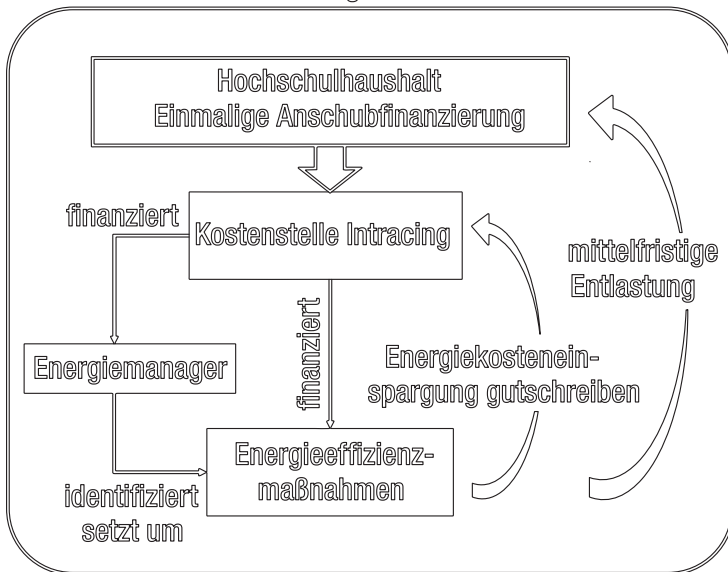 Hochschulhaushalt
Einmalige Anschubfinanzierung
finanziert
Kostenstelle Intracing
mittelfristige
Entlastung
finanziert
Energiemanager
Energiekostenein-
spargung gutschreiben
Energieeffizienz-
maßnahmen
identifiziert
setzt um